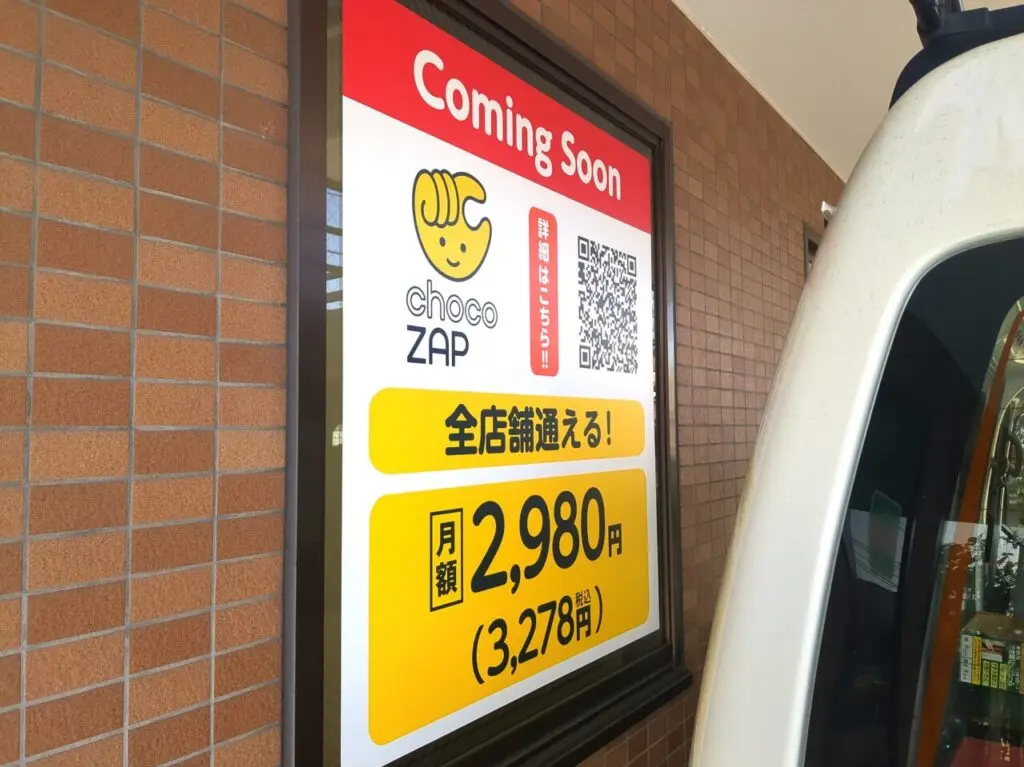 Coming Soon
choco
ZAP
詳細はこちら!!
全店舗通える!
月額 2,980円
(3,278円税込)